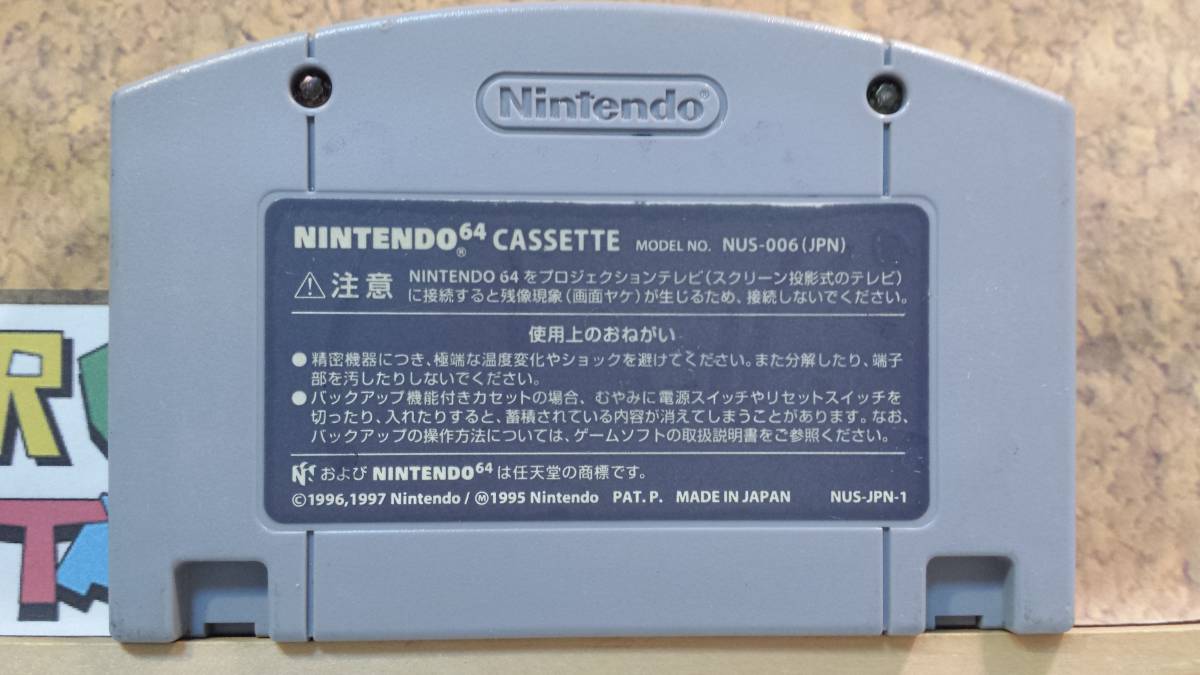 Nintendo®
NINTENDO®64 CASSETTE MODEL NO. NUS-006(JPN)
⚠注意 NINTENDO 64をプロジェクションテレビ(スクリーン投影式のテレビ)
に接続すると残像現象(画面ヤケ)が生じるため、接続しないでください。
使用上のおねがい
●精密機器につき、極端な温度変化やショックを避けてください。また分解したり、端子
部を汚したりしないでください。
●バックアップ機能付きカセットの場合、むやみに電源スイッチやリセットスイッチを
切ったり、入れたりすると、蓄積されている内容が消えてしまうことがあります。なお、
バックアップの操作方法については、ゲームソフトの取扱説明書をご参照ください。
および NINTENDO64 は任天堂の商標です。
©1996,1997 Nintendo / Ⓜ1995 Nintendo PAT. P. MADE IN JAPAN NUS-JPN-1
R
T